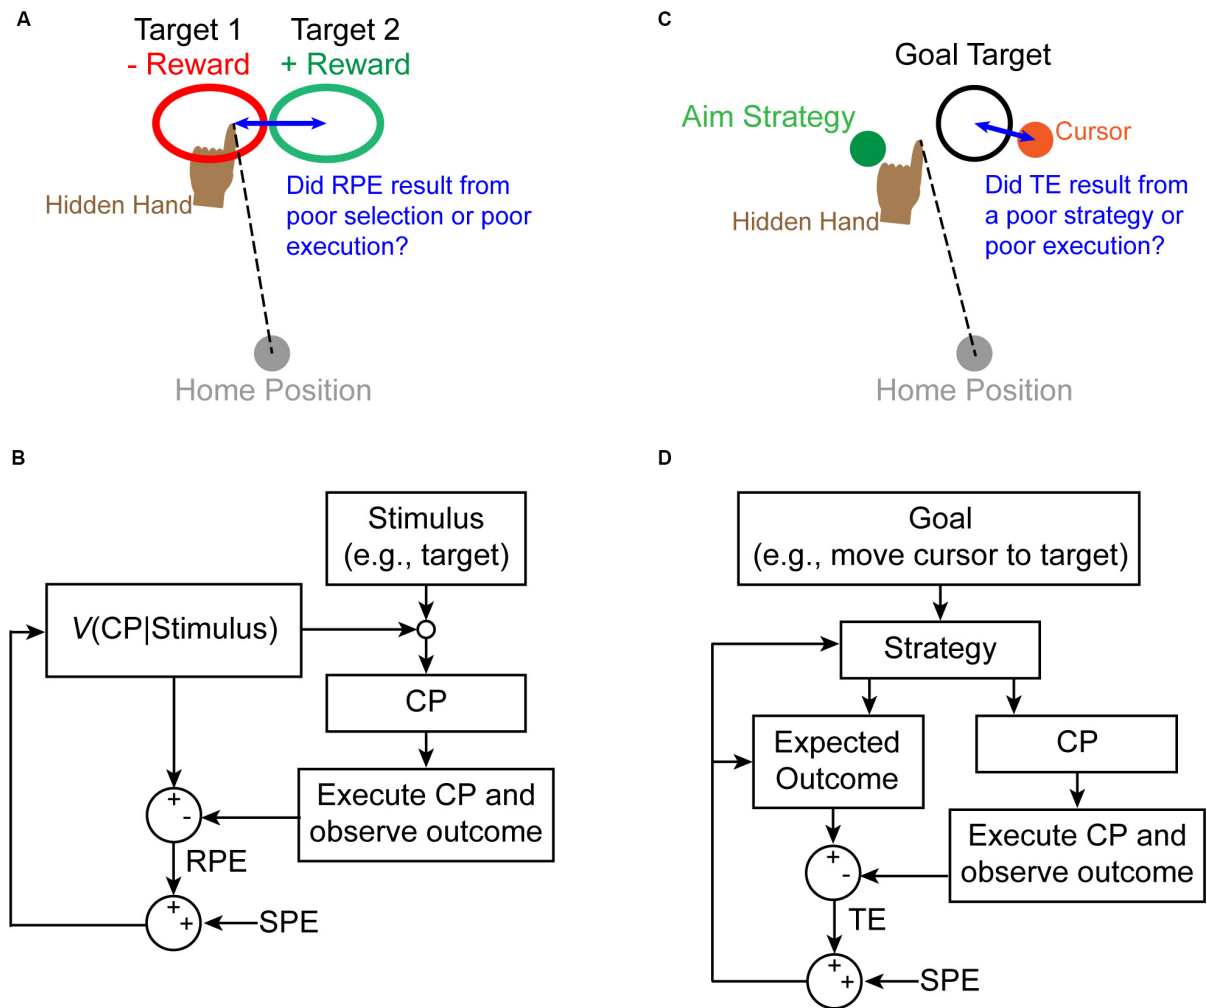 A
Target 1
- Reward
Target 2
+ Reward
Hidden Hand
Did RPE result from
poor selection or poor
execution?
Home Position
C
Goal Target
Aim Strategy
Cursor
Hidden Hand
Did TE result from
a poor strategy or
poor execution?
Home Position
B
Stimulus
(e.g., target)
V(CP|Stimulus)
CP
Execute CP and
observe outcome
+
-
RPE
+
+
SPE
D
Goal
(e.g., move cursor to target)
Strategy
Expected
Outcome
CP
Execute CP and
observe outcome
+
-
TE
+
+
SPE